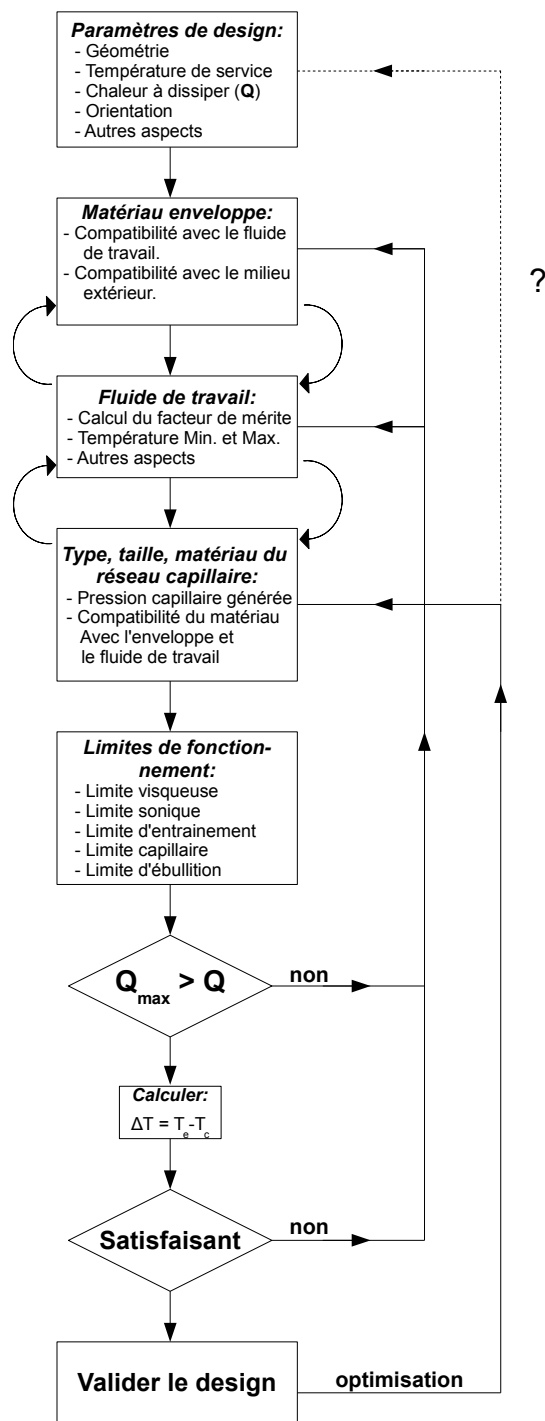 Paramètres de design:
- Géométrie
- Température de service
- Chaleur à dissiper (Q)
- Orientation
- Autres aspects
Matériau enveloppe:
- Compatibilité avec le fluide
de travail.
- Compatibilité avec le milieu
extérieur.
?
Fluide de travail:
- Calcul du facteur de mérite
- Température Min. et Max.
- Autres aspects
Type, taille, matériau du
réseau capillaire:
- Pression capillaire générée
- Compatibilité du matériau
Avec l'enveloppe et
le fluide de travail
Limites de fonction-
nement:
- Limite visqueuse
- Limite sonique
- Limite d'entrainement
- Limite capillaire
- Limite d'ébullition
Qmax > Q
non
Calculer:
ΔT = Te-Tc
Satisfaisant
non
Valider le design
optimisation